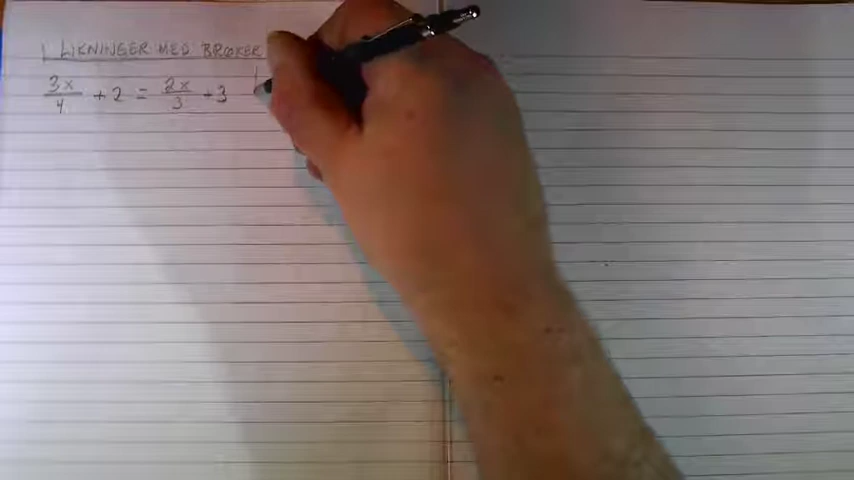 LIKNINGER MED BRØKER
3x/4 + 2 = 2x/3 + 3 |